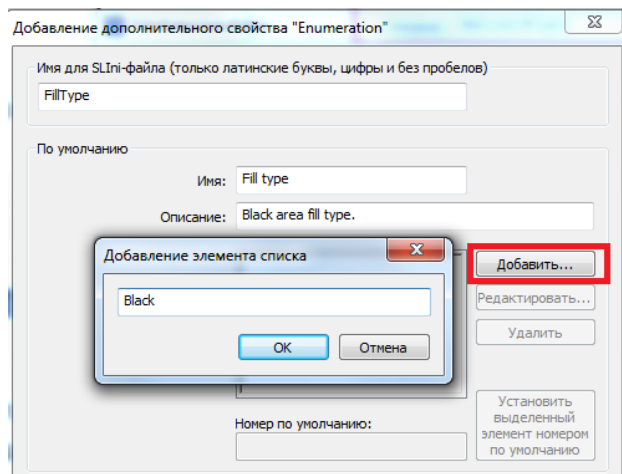 Добавление дополнительного свойства "Enumeration"
Имя для SLIni-файла (только латинские буквы, цифры и без пробелов)
FillType
По умолчанию
Имя:
Fill type
Описание:
Black area fill type.
Добавление элемента списка
Black
OK
Отмена
Добавить...
Редактировать...
Удалить
Установить
выделенный
элемент номером
по умолчанию
Номер по умолчанию: